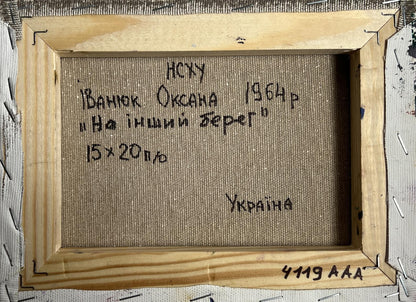 НСХУ
Іванюк Оксана 1964р
"На інший берег"
15×20 п/о
Україна
4119 ААА